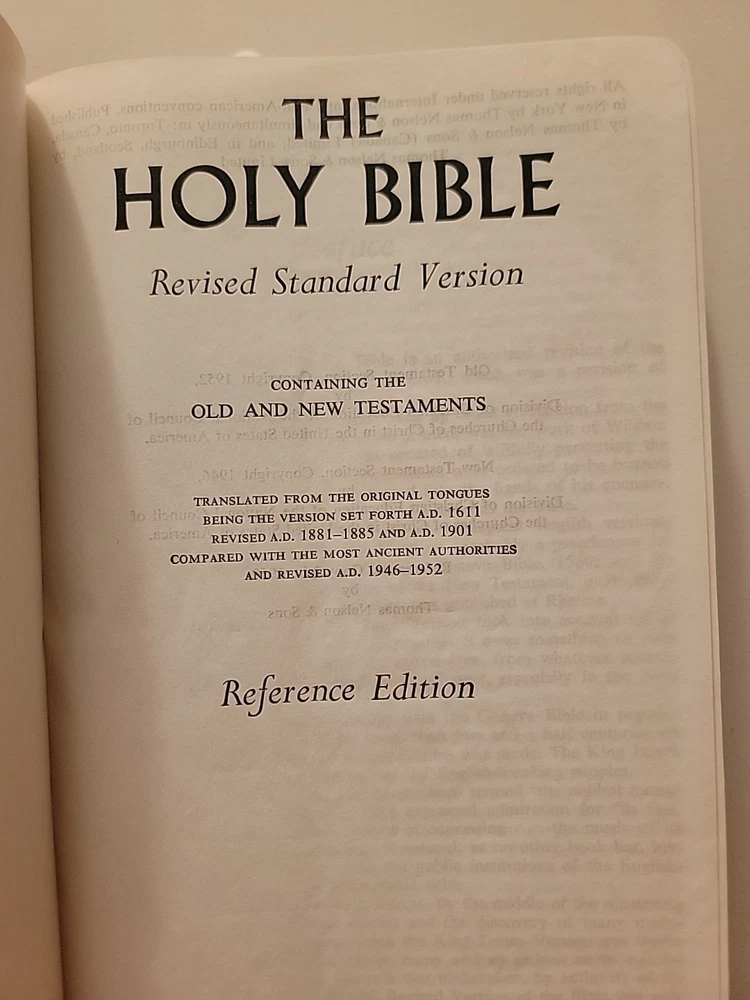 THE
HOLY BIBLE
Revised Standard Version
CONTAINING THE
OLD AND NEW TESTAMENTS
TRANSLATED FROM THE ORIGINAL TONGUES
BEING THE VERSION SET FORTH A.D. 1611
REVISED A.D. 1881–1885 AND A.D. 1901
COMPARED WITH THE MOST ANCIENT AUTHORITIES
AND REVISED A.D. 1946–1952
Reference Edition